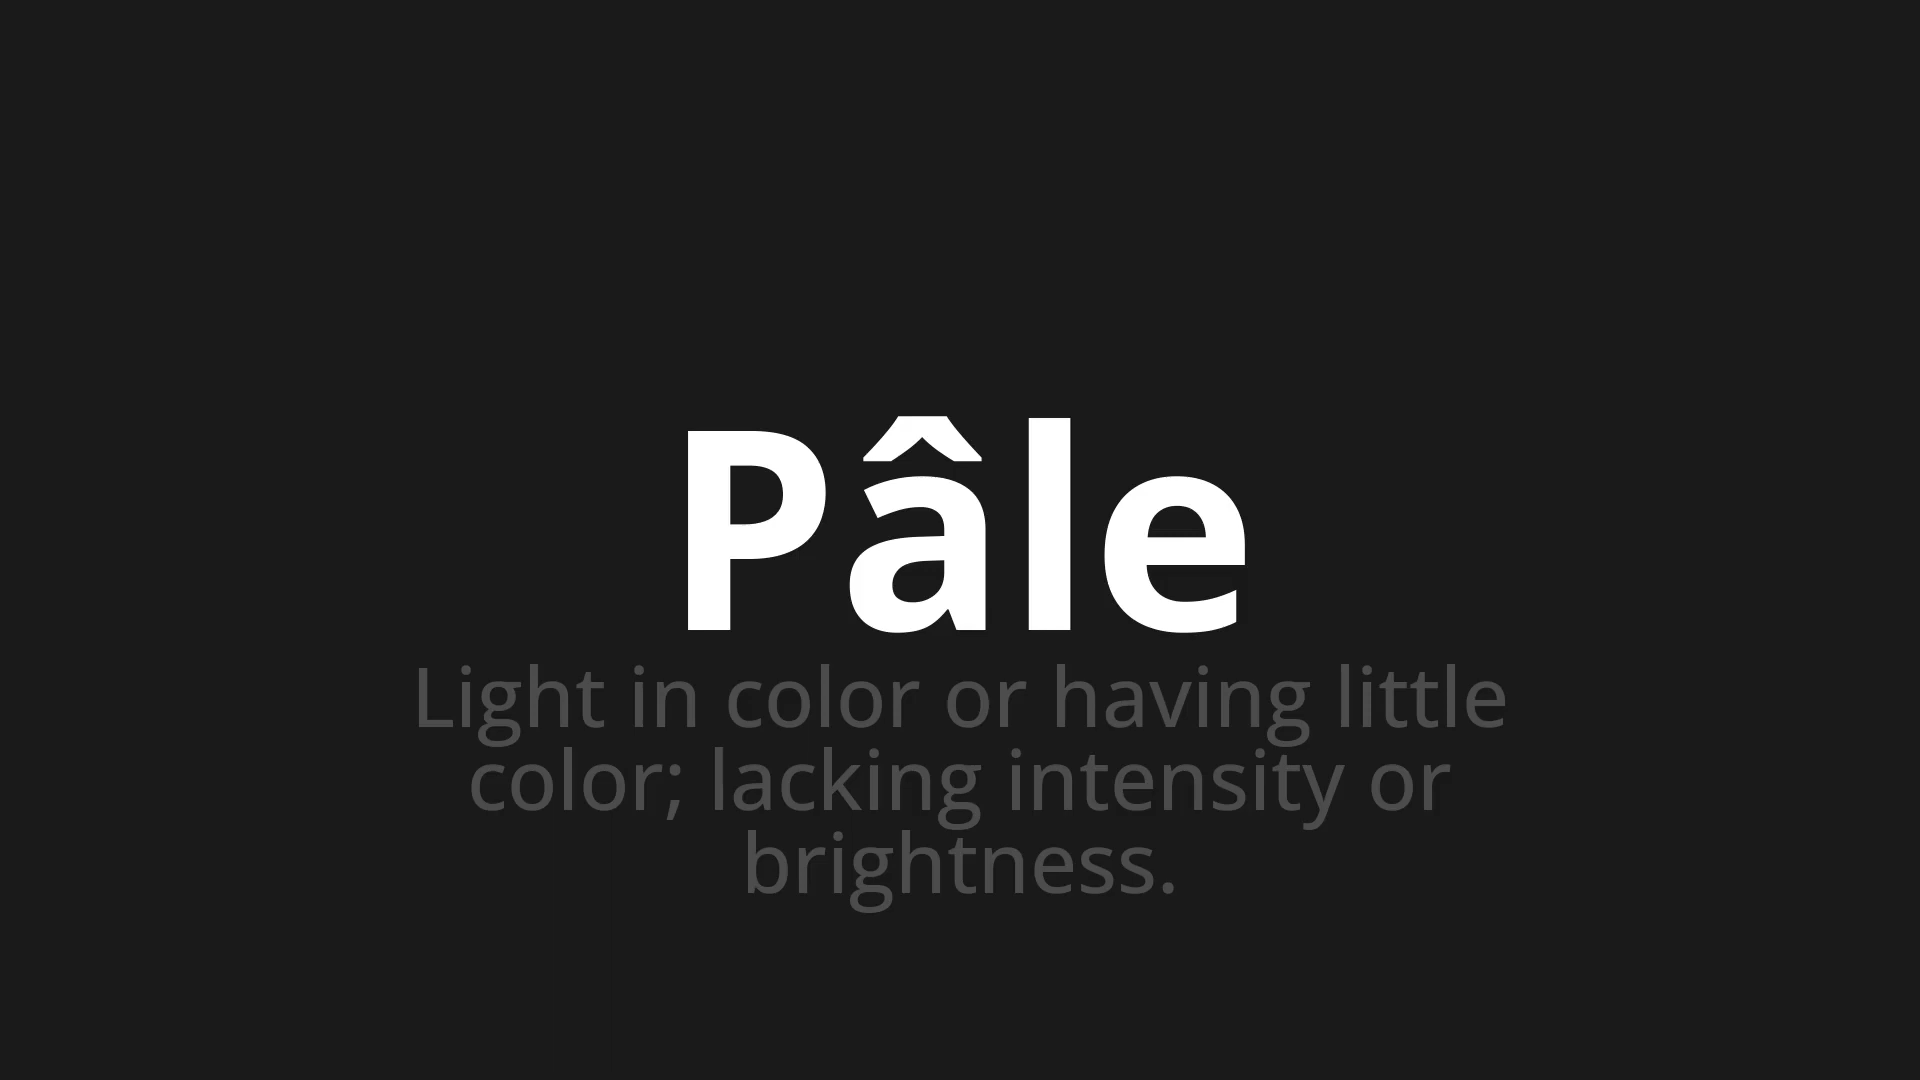 Pâle
Light in color or having little
color; lacking intensity or
brightness.